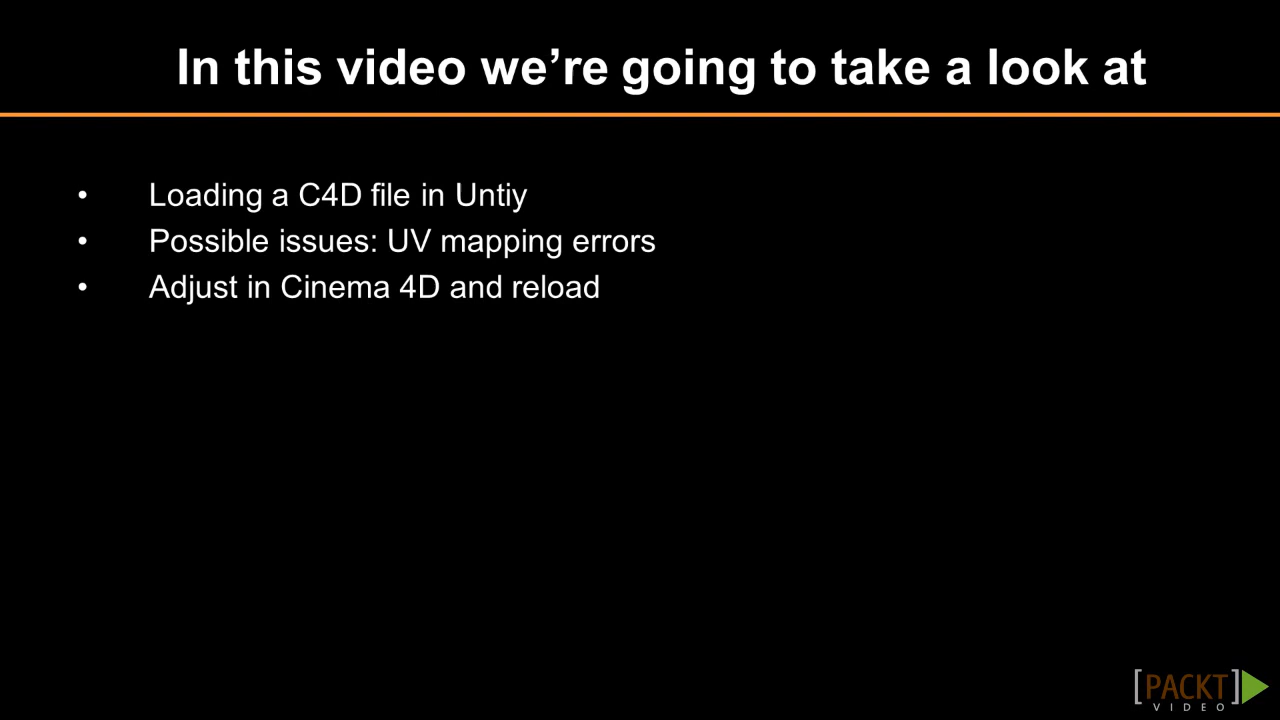 In this video we’re going to take a look at
• Loading a C4D file in Untiy
• Possible issues: UV mapping errors
• Adjust in Cinema 4D and reload
[PACKT]
VIDEO